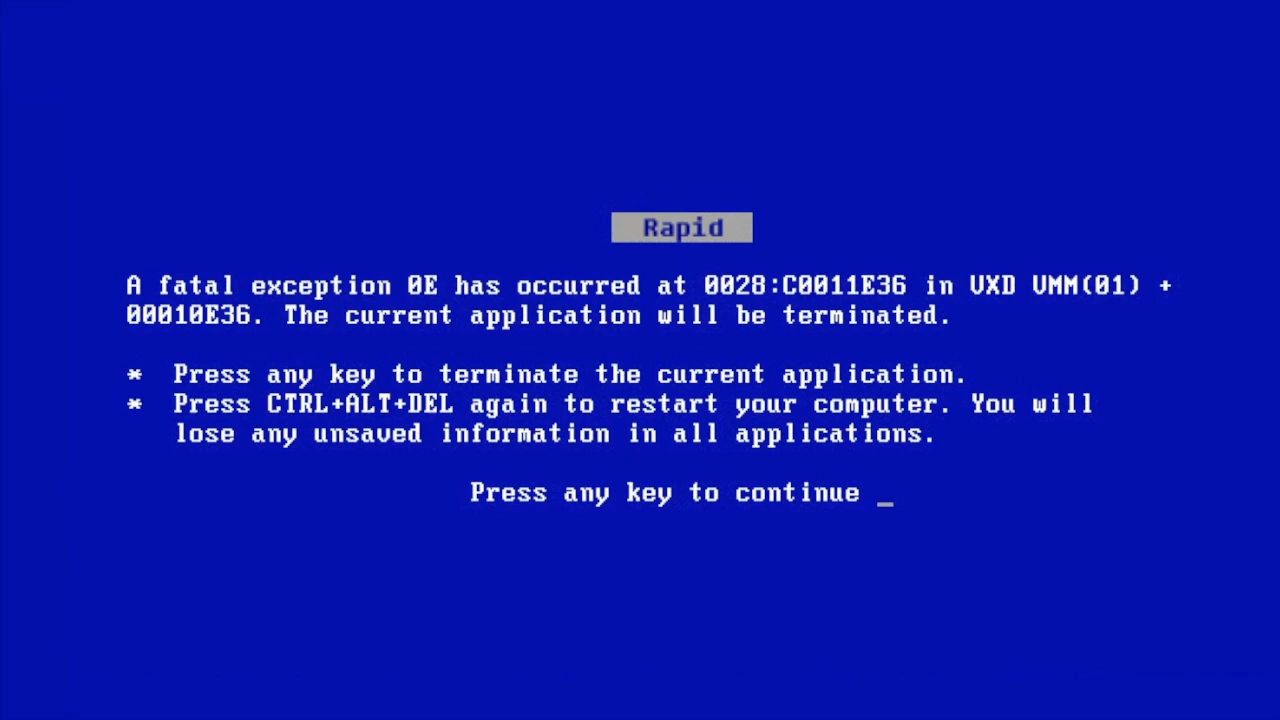 Rapid
A fatal exception 0E has occurred at 0028:C0011E36 in VXD VMM(01) +
00010E36. The current application will be terminated.
* Press any key to terminate the current application.
* Press CTRL+ALT+DEL again to restart your computer. You will
lose any unsaved information in all applications.
Press any key to continue _